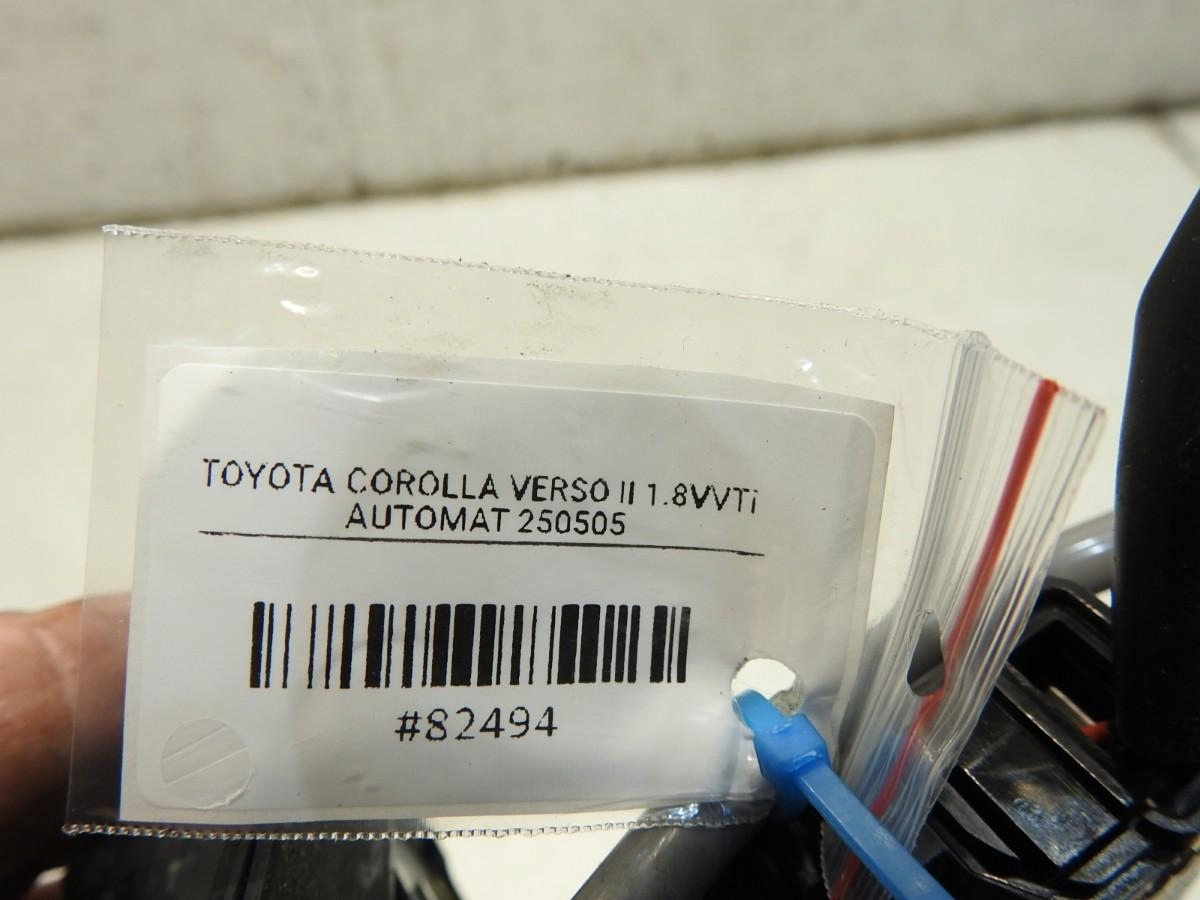 TOYOTA COROLLA VERSO II 1.8VVTi
AUTOMAT 250505
#82494